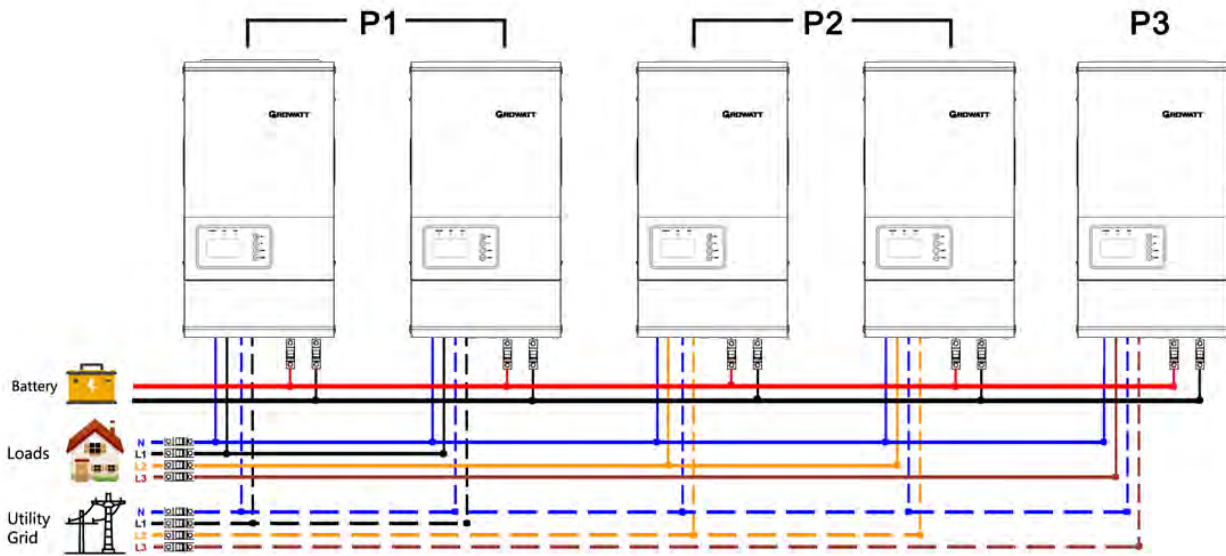 P1 P2 P3
GROWATT GROWATT GROWATT GROWATT GROWATT
Battery
Loads
N
L1
L2
L3
Utility
Grid
N
L1
L2
L3